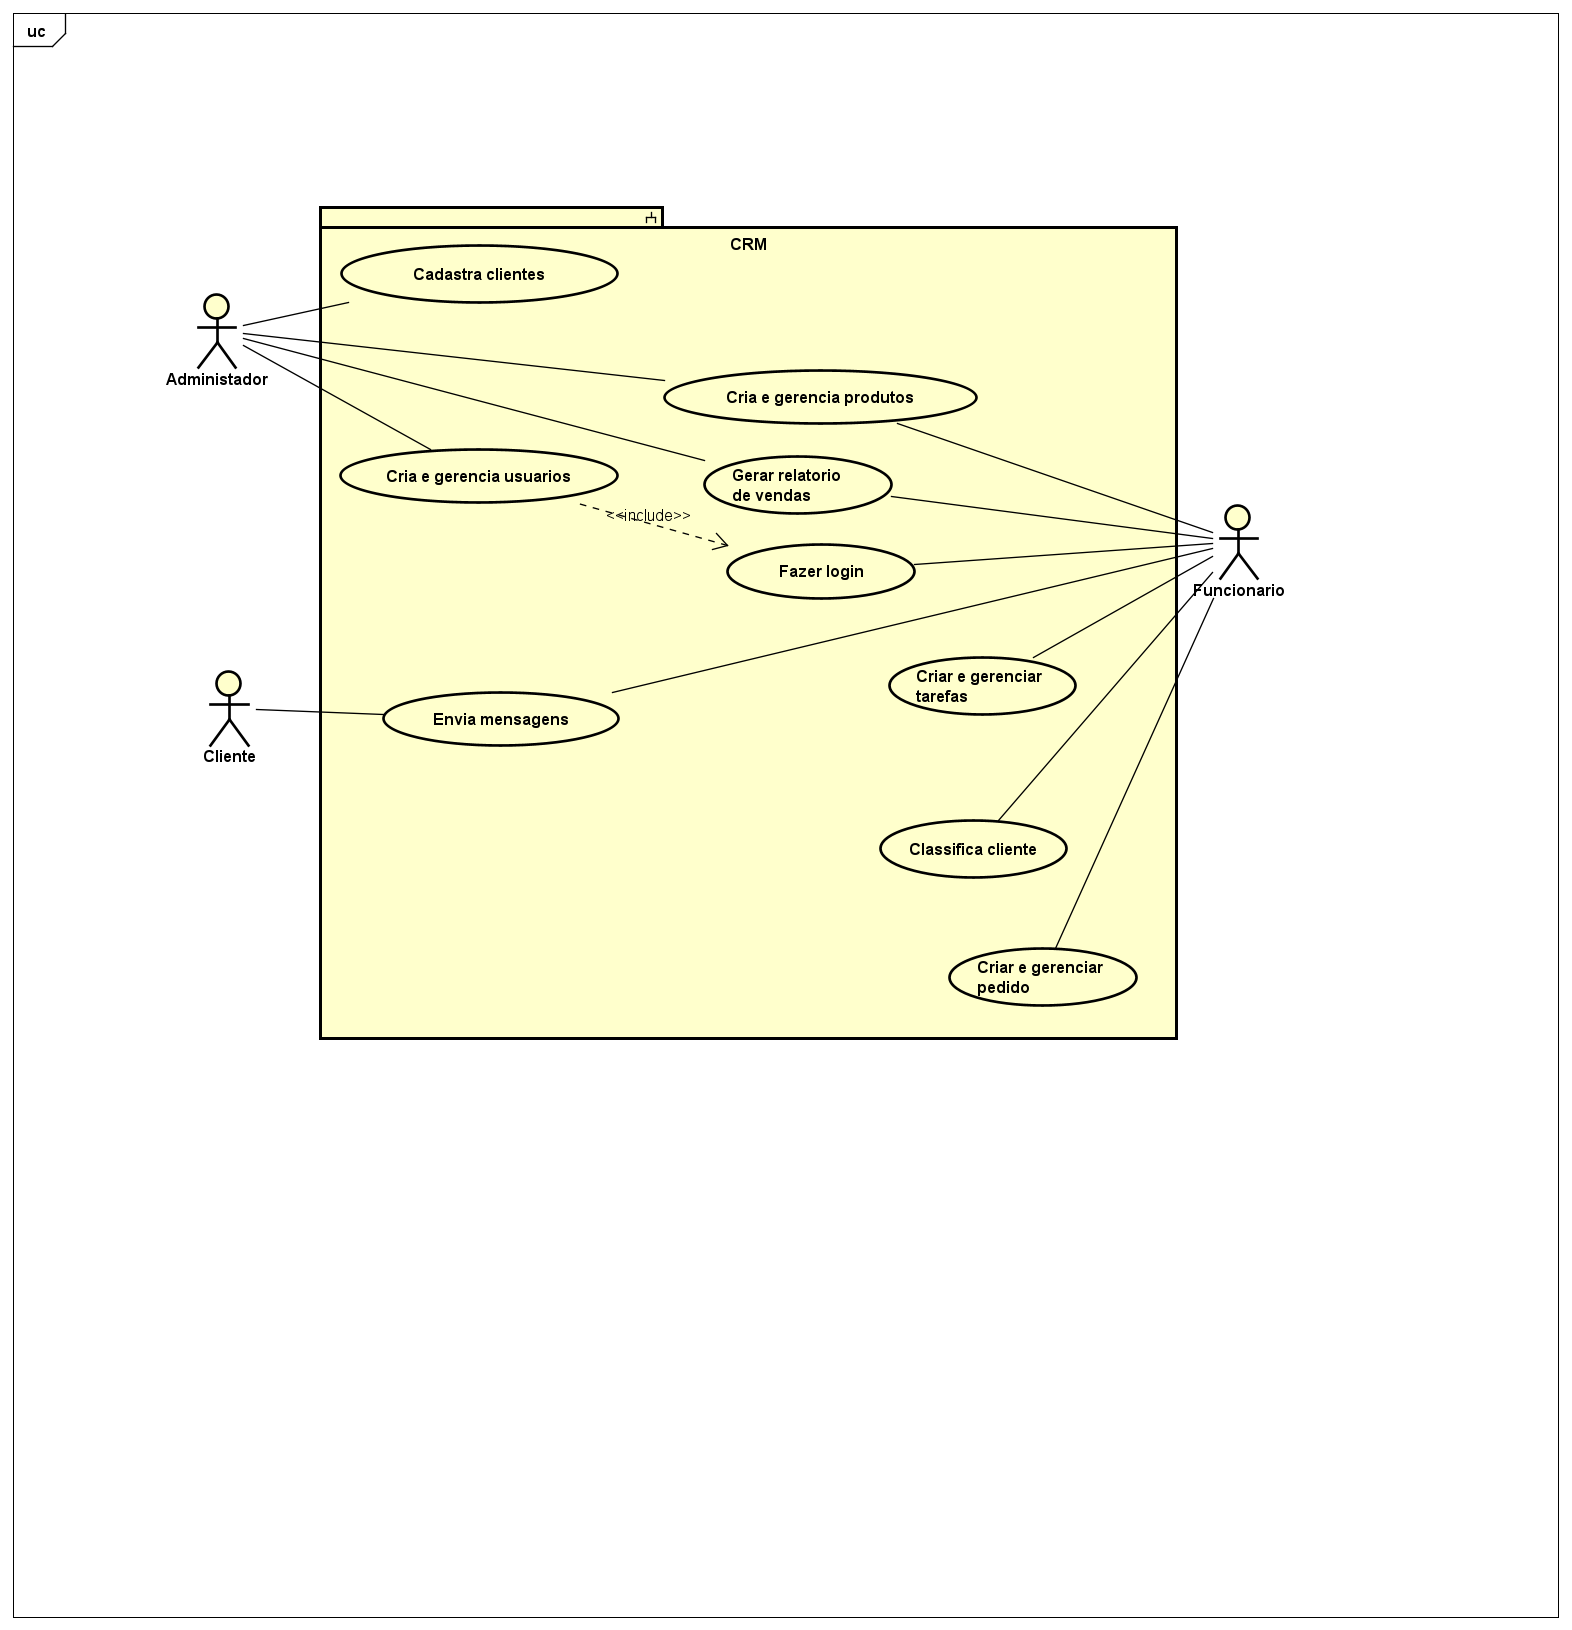 uc
CRM
Cadastra clientes
Administador
Cria e gerencia produtos
Cria e gerencia usuarios
Gerar relatorio
de vendas
<<include>>
Fazer login
Funcionario
Criar e gerenciar
tarefas
Envia mensagens
Cliente
Classifica cliente
Criar e gerenciar
pedido